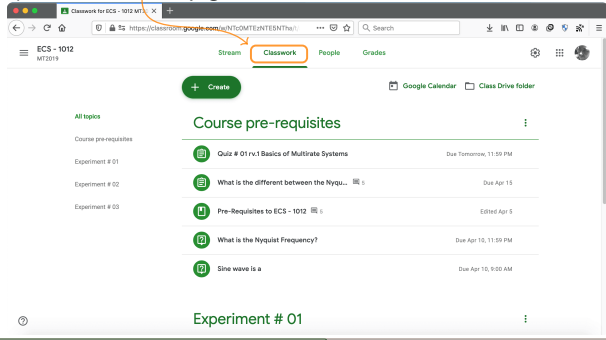 Classwork for ECS - 1012 MT2
https://classroom.google.com/w/NTc0MTEzNTE5NTha/t
Search
ECS - 1012
MT2019
Stream
Classwork
People
Grades
+ Create
Google Calendar
Class Drive folder
All topics
Course pre-requisites
Experiment # 01
Experiment # 02
Experiment # 03
Course pre-requisites
Quiz # 01 rv.1 Basics of Multirate Systems
Due Tomorrow, 11:59 PM
What is the different between the Nyqu...
5
Due Apr 15
Pre-Requisites to ECS - 1012
6
Edited Apr 5
What is the Nyquist Frequency?
Due Apr 10, 11:59 PM
Sine wave is a
Due Apr 10, 9:00 AM
Experiment # 01